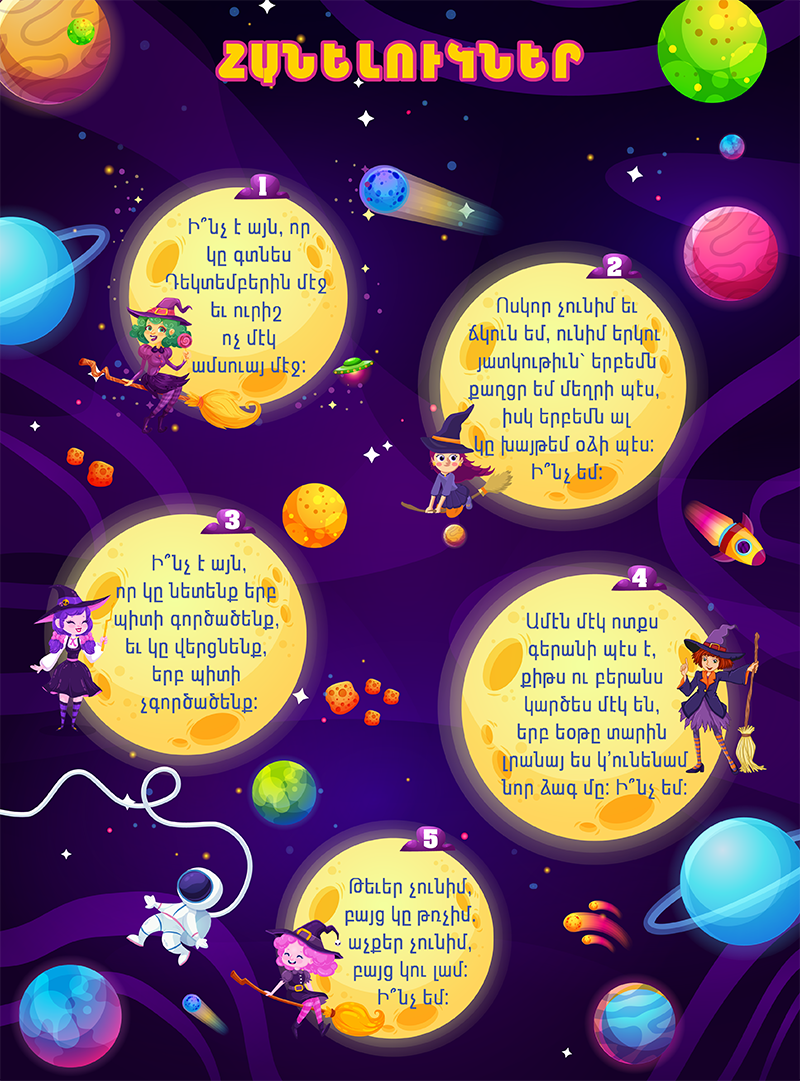 ՀԱՆԵԼՈՒԿՆԵՐ
1
Ի՞նչ է այն, որ
կը գտնես
Դեկտեմբերին մէջ
եւ ուրիշ
ոչ մէկ
ամսուայ մէջ:
2
Ոսկոր չունիմ եւ
ճկուն եմ, ունիմ երկու
յատկութիւն՝ երբեմն
քաղցր եմ մեղրի պէս,
իսկ երբեմն ալ
կը խայթեմ օձի պէս:
Ի՞նչ եմ:
3
Ի՞նչ է այն,
որ կը նետենք երբ
պիտի գործածենք,
եւ կը վերցնենք,
երբ պիտի
չգործածենք:
4
Ամէն մէկ ոտքս
գերանի պէս է,
քիթս ու բերանս
կարծես մէկ են,
երբ եօթը տարին
լրանայ ես կ՚ունենամ
նոր ձագ մը: Ի՞նչ եմ:
5
Թեւեր չունիմ,
բայց կը թռչիմ,
աչքեր չունիմ,
բայց կու լամ:
Ի՞նչ եմ: